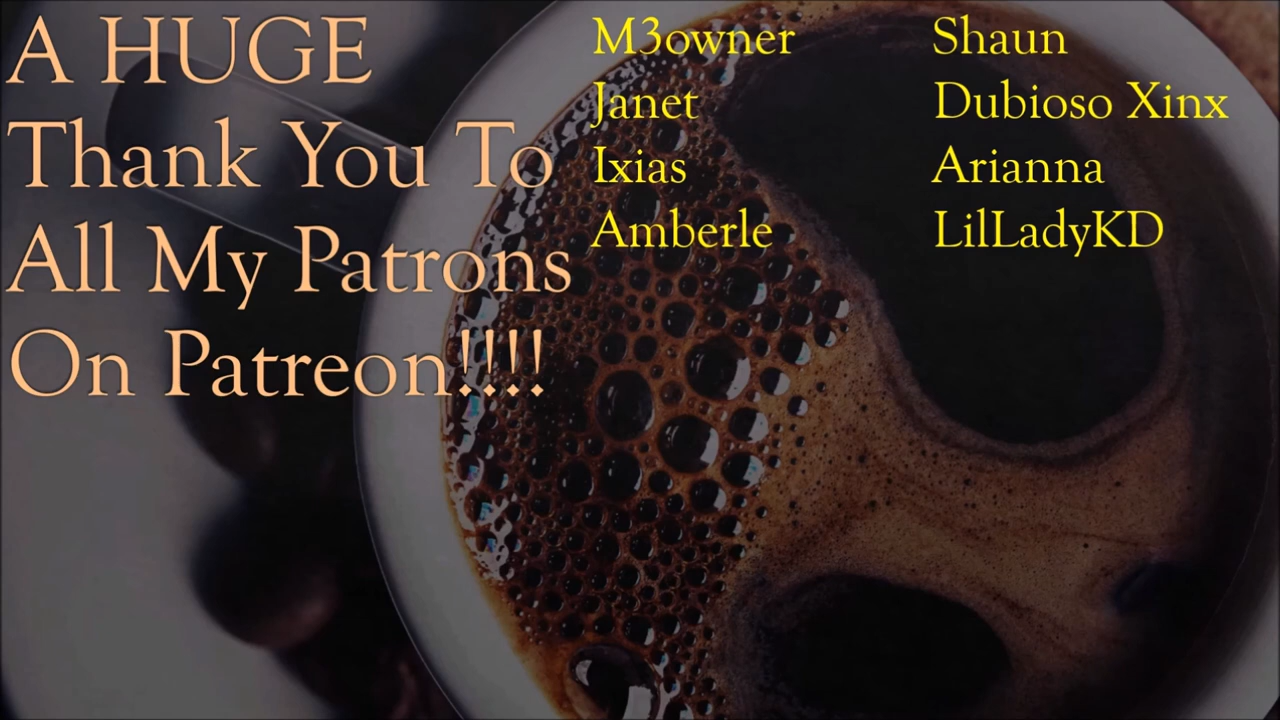 A HUGE
Thank You To
All My Patrons
On Patreon!!!!
M3owner
Janet
Ixias
Amberle
Shaun
Dubioso Xinx
Arianna
LilLadyKD